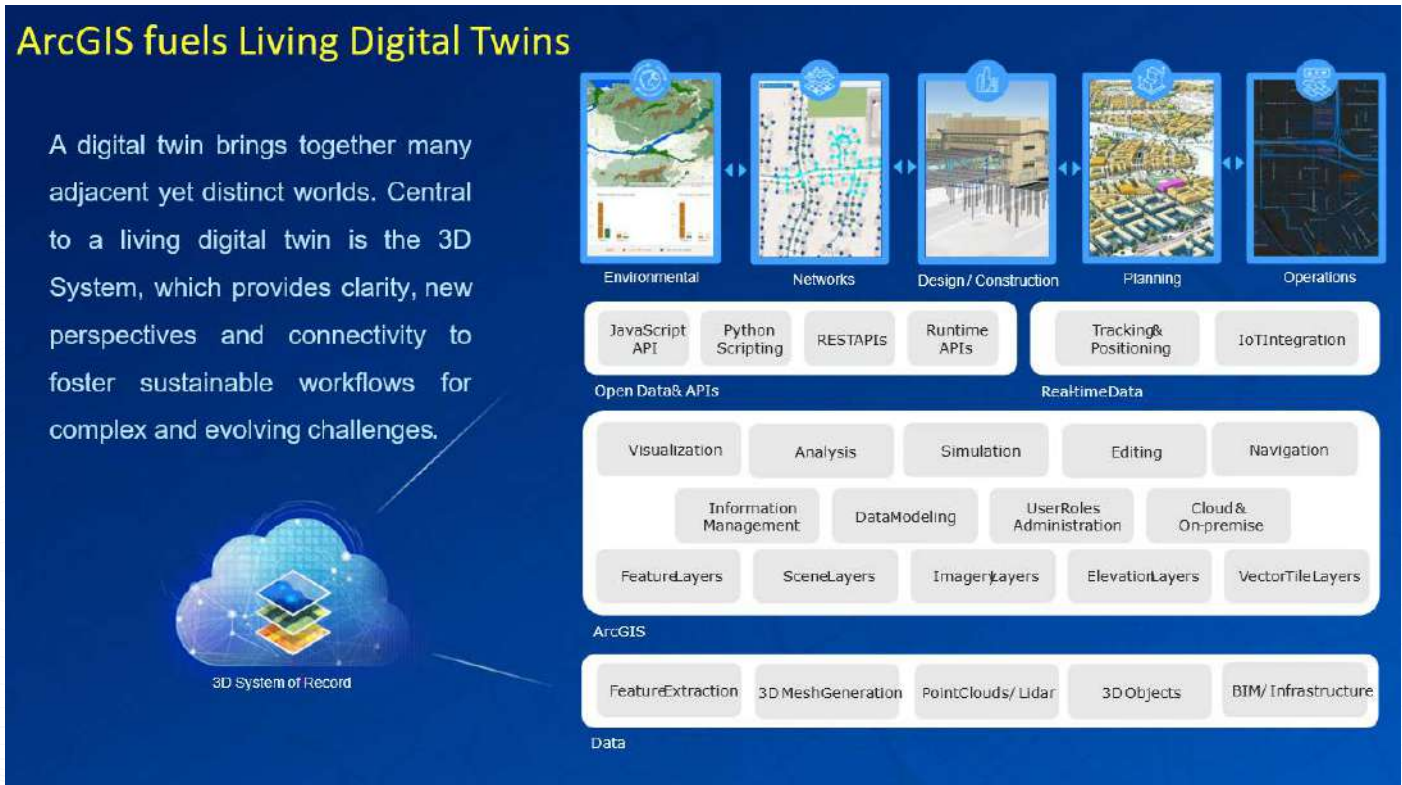 ArcGIS fuels Living Digital Twins
A digital twin brings together many
adjacent yet distinct worlds. Central
to a living digital twin is the 3D
System, which provides clarity, new
perspectives and connectivity to
foster sustainable workflows for
complex and evolving challenges.
3D System of Record
Environmental
Networks
Design / Construction
Planning
Operations
JavaScript
API
Python
Scripting
RESTAPIs
Runtime
APIs
Open Data& APIs
Tracking&
Positioning
IoTIntegration
Real-timeData
Visualization
Analysis
Simulation
Editing
Navigation
Information
Management
DataModeling
UserRoles
Administration
Cloud &
On-premise
FeatureLayers
SceneLayers
ImageryLayers
ElevationLayers
VectorTileLayers
ArcGIS
FeatureExtraction
3D MeshGeneration
PointClouds/ Lidar
3D Objects
BIM/ Infrastructure
Data